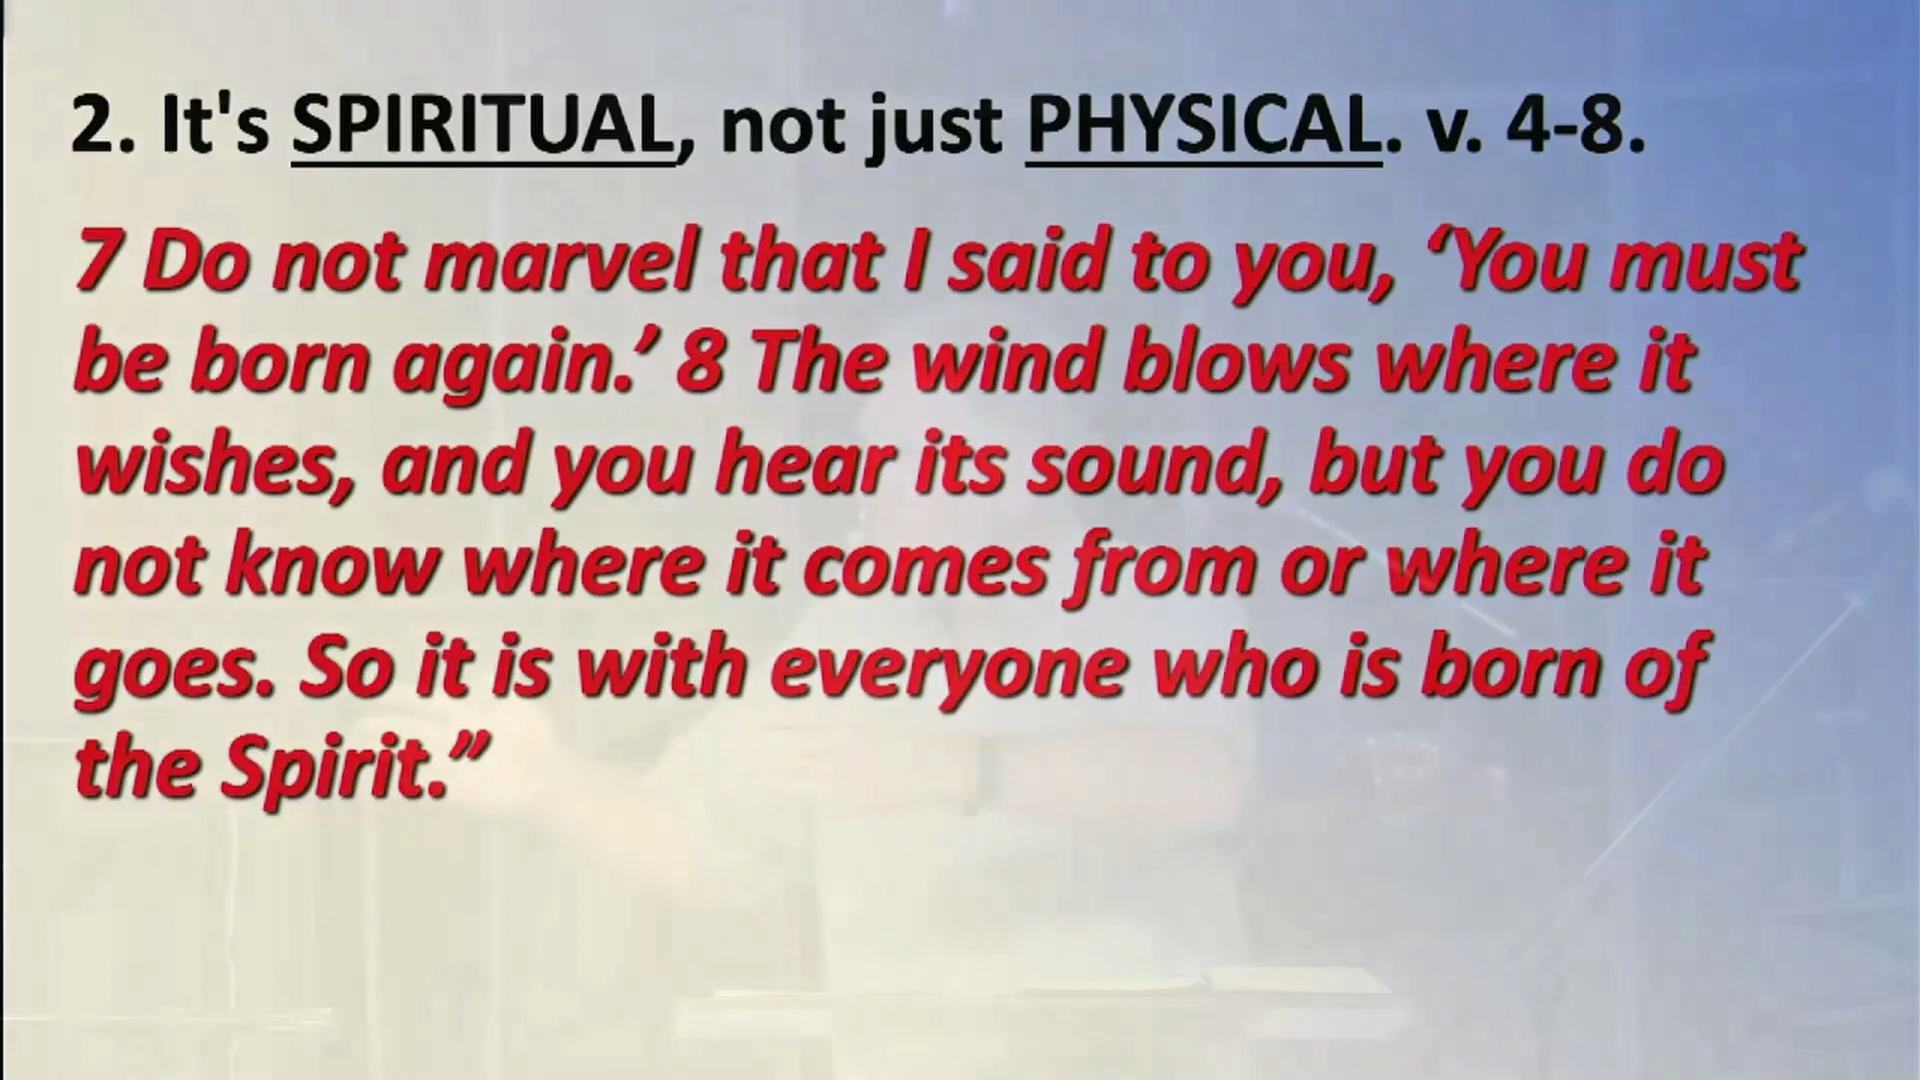 2. It's SPIRITUAL, not just PHYSICAL. v. 4-8.
7 Do not marvel that I said to you, ‘You must
be born again.’ 8 The wind blows where it
wishes, and you hear its sound, but you do
not know where it comes from or where it
goes. So it is with everyone who is born of
the Spirit.”